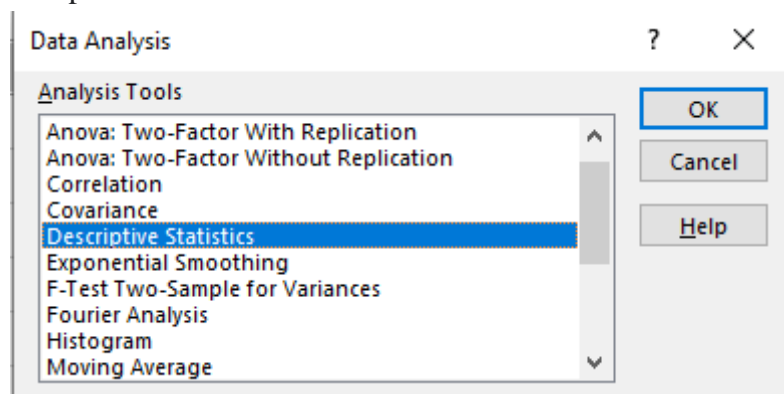 Data Analysis
?
Analysis Tools
Anova: Two-Factor With Replication
Anova: Two-Factor Without Replication
Correlation
Covariance
Descriptive Statistics
Exponential Smoothing
F-Test Two-Sample for Variances
Fourier Analysis
Histogram
Moving Average
OK
Cancel
Help